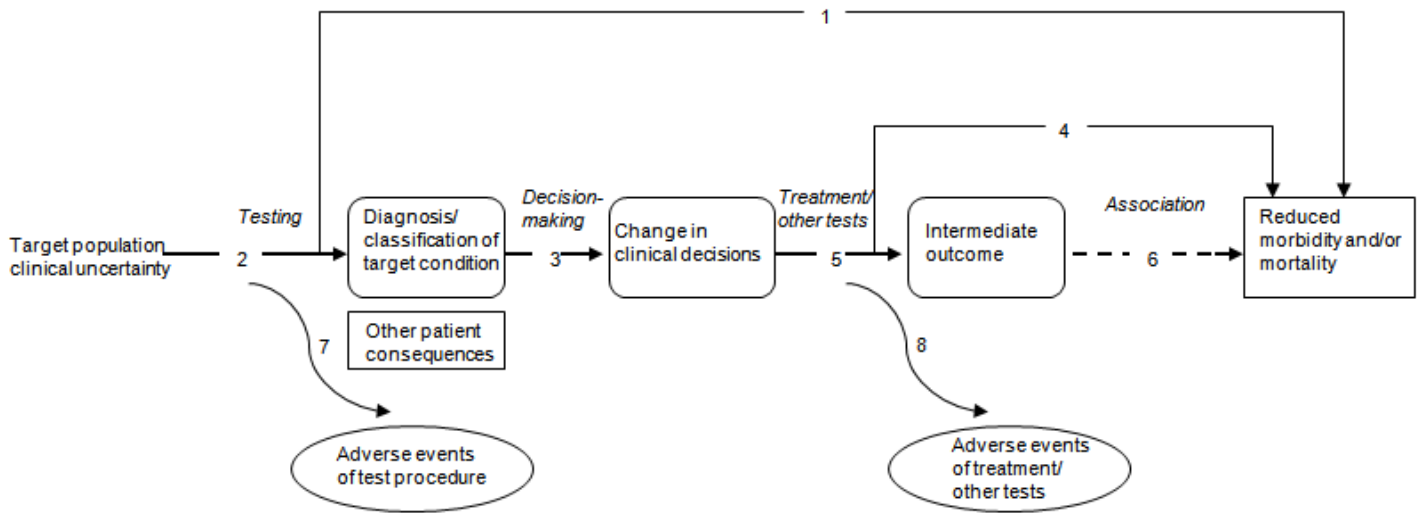 1
4
Testing
Decision-
making
Treatment/
other tests
Association
Target population
clinical uncertainty
2
Diagnosis/
classification of
target condition
3
Change in
clinical decisions
5
Intermediate
outcome
6
Reduced
morbidity and/or
mortality
Other patient
consequences
7
8
Adverse events
of test procedure
Adverse events
of treatment/
other tests